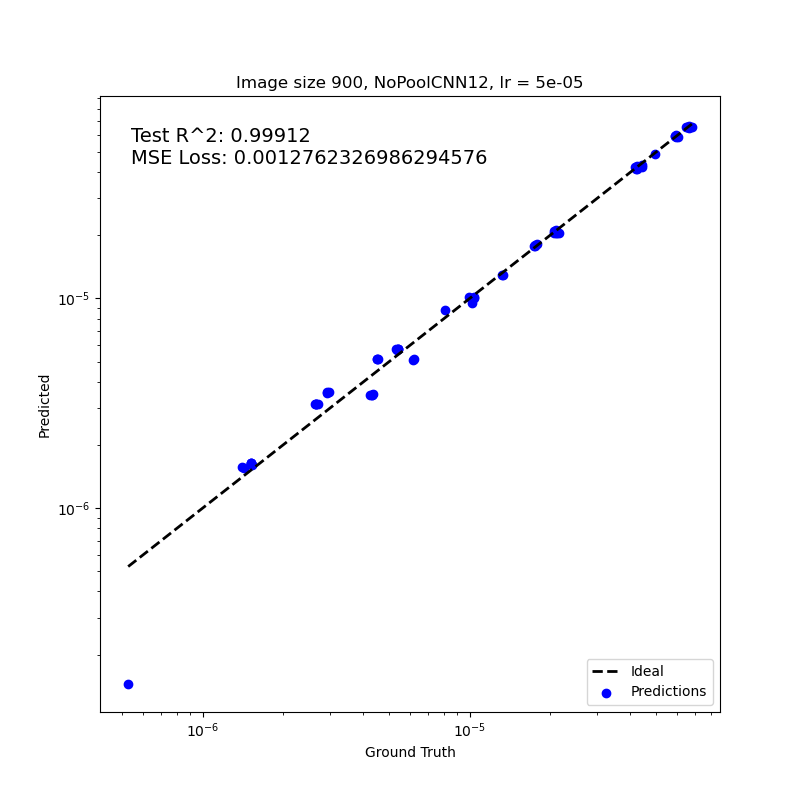 Image size 900, NoPoolCNN12, lr = 5e-05
Test R^2: 0.99912
MSE Loss: 0.0012762326986294576
10⁻⁵
Predicted
10⁻⁶
Ideal
Predictions
10⁻⁶ 10⁻⁵
Ground Truth